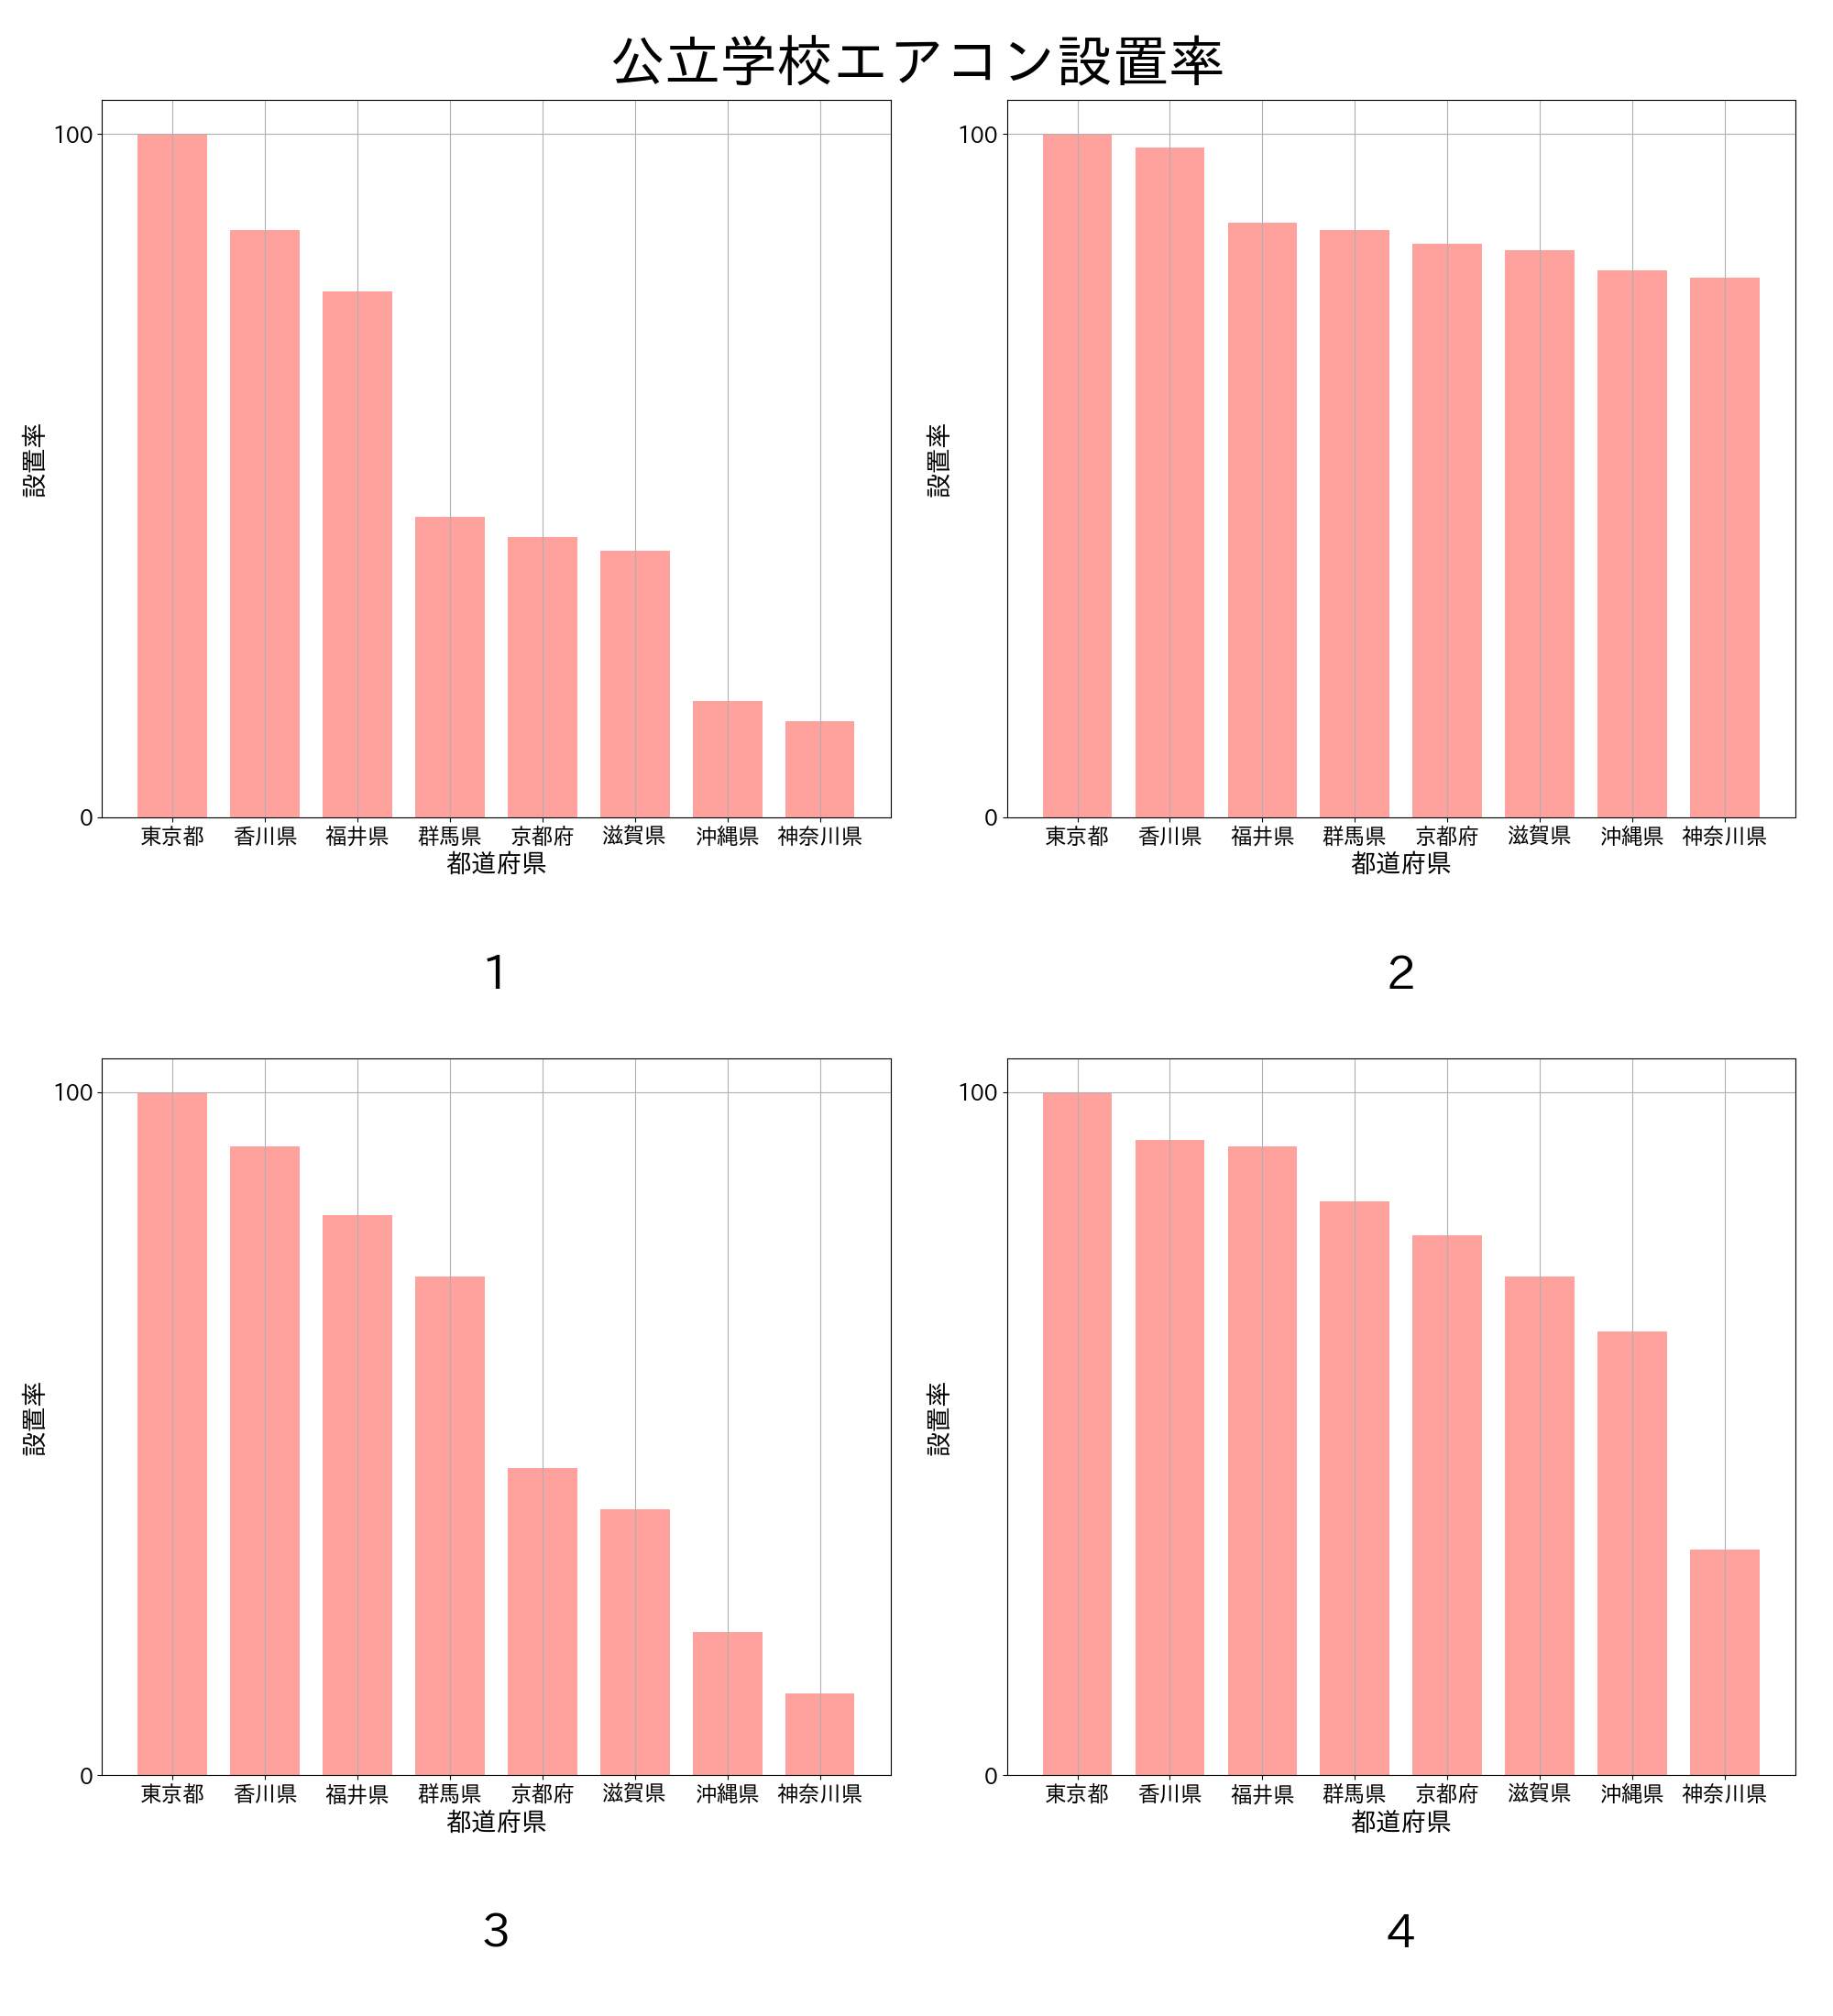 公立学校エアコン設置率
100
0
設置率
東京都 香川県 福井県 群馬県 京都府 滋賀県 沖縄県 神奈川県
都道府県
1
100
0
設置率
東京都 香川県 福井県 群馬県 京都府 滋賀県 沖縄県 神奈川県
都道府県
2
100
0
設置率
東京都 香川県 福井県 群馬県 京都府 滋賀県 沖縄県 神奈川県
都道府県
3
100
0
設置率
東京都 香川県 福井県 群馬県 京都府 滋賀県 沖縄県 神奈川県
都道府県
4